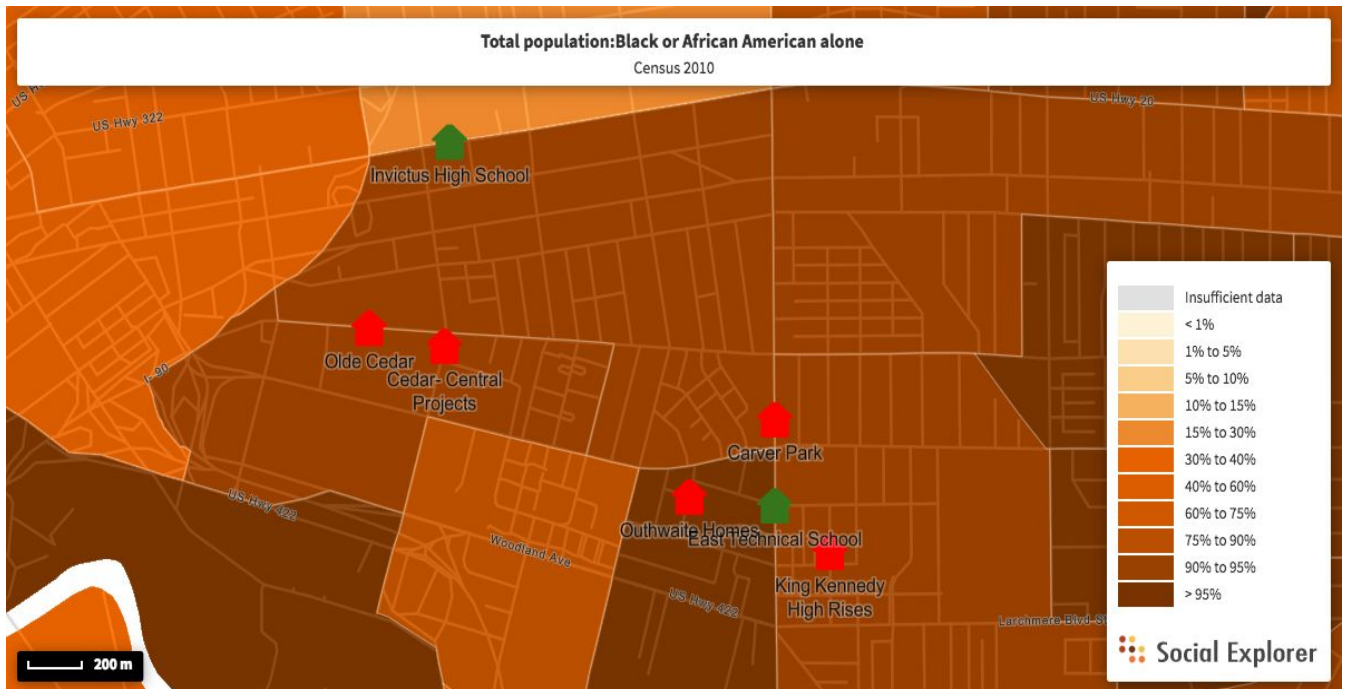 Total population:Black or African American alone
Census 2010
US Hwy 20
US Hwy 322
Invictus High School
Insufficient data
< 1%
1% to 5%
5% to 10%
10% to 15%
15% to 30%
30% to 40%
40% to 60%
60% to 75%
75% to 90%
90% to 95%
> 95%
Olde Cedar
Cedar- Central
Projects
I- 90
Carver Park
US Hwy 422
Outhwaite Homes
East Technical School
Woodland Ave
King Kennedy
High Rises
US Hwy 422
Larchmere Blvd
Social Explorer
200 m